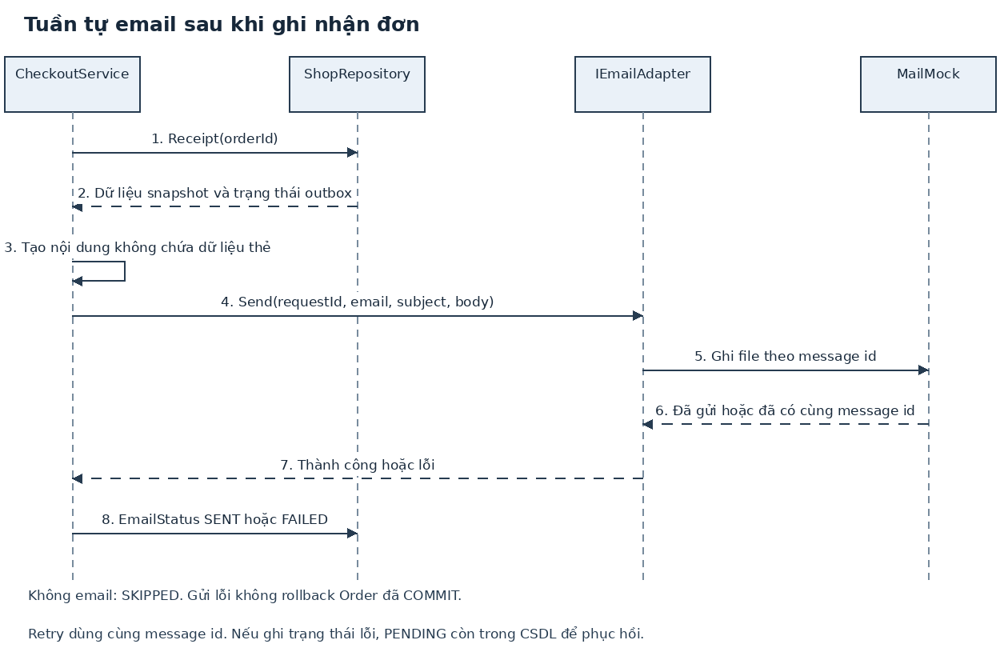 Tuần tự email sau khi ghi nhận đơn
CheckoutService
ShopRepository
IEmailAdapter
MailMock
1. Receipt(orderId)
2. Dữ liệu snapshot và trạng thái outbox
3. Tạo nội dung không chứa dữ liệu thẻ
4. Send(requestId, email, subject, body)
5. Ghi file theo message id
6. Đã gửi hoặc đã có cùng message id
7. Thành công hoặc lỗi
8. EmailStatus SENT hoặc FAILED
Không email: SKIPPED. Gửi lỗi không rollback Order đã COMMIT.
Retry dùng cùng message id. Nếu ghi trạng thái lỗi, PENDING còn trong CSDL để phục hồi.